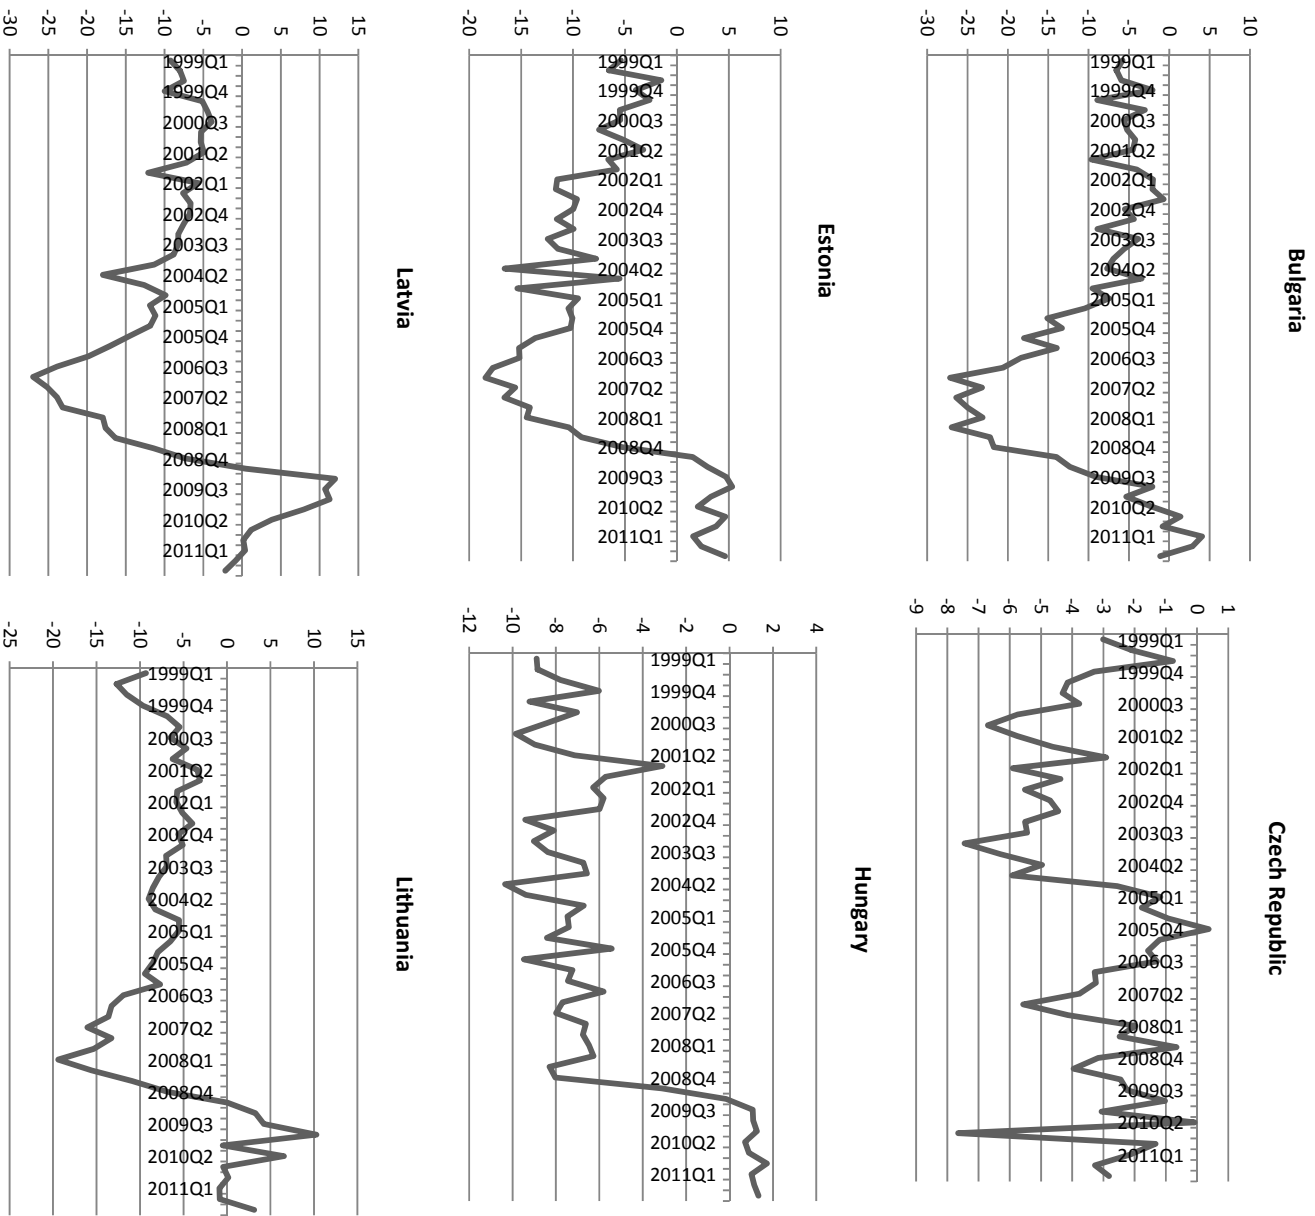 Bulgaria
10
5
0
-5
-10
-15
-20
-25
-30
1999Q1
1999Q4
2000Q3
2001Q2
2002Q1
2002Q4
2003Q3
2004Q2
2005Q1
2005Q4
2006Q3
2007Q2
2008Q1
2008Q4
2009Q3
2010Q2
2011Q1
Czech Republic
1
0
-1
-2
-3
-4
-5
-6
-7
-8
-9
1999Q1
1999Q4
2000Q3
2001Q2
2002Q1
2002Q4
2003Q3
2004Q2
2005Q1
2005Q4
2006Q3
2007Q2
2008Q1
2008Q4
2009Q3
2010Q2
2011Q1
Estonia
10
5
0
-5
-10
-15
-20
1999Q1
1999Q4
2000Q3
2001Q2
2002Q1
2002Q4
2003Q3
2004Q2
2005Q1
2005Q4
2006Q3
2007Q2
2008Q1
2008Q4
2009Q3
2010Q2
2011Q1
Hungary
4
2
0
-2
-4
-6
-8
-10
-12
1999Q1
1999Q4
2000Q3
2001Q2
2002Q1
2002Q4
2003Q3
2004Q2
2005Q1
2005Q4
2006Q3
2007Q2
2008Q1
2008Q4
2009Q3
2010Q2
2011Q1
Latvia
15
10
5
0
-5
-10
-15
-20
-25
-30
1999Q1
1999Q4
2000Q3
2001Q2
2002Q1
2002Q4
2003Q3
2004Q2
2005Q1
2005Q4
2006Q3
2007Q2
2008Q1
2008Q4
2009Q3
2010Q2
2011Q1
Lithuania
15
10
5
0
-5
-10
-15
-20
-25
1999Q1
1999Q4
2000Q3
2001Q2
2002Q1
2002Q4
2003Q3
2004Q2
2005Q1
2005Q4
2006Q3
2007Q2
2008Q1
2008Q4
2009Q3
2010Q2
2011Q1